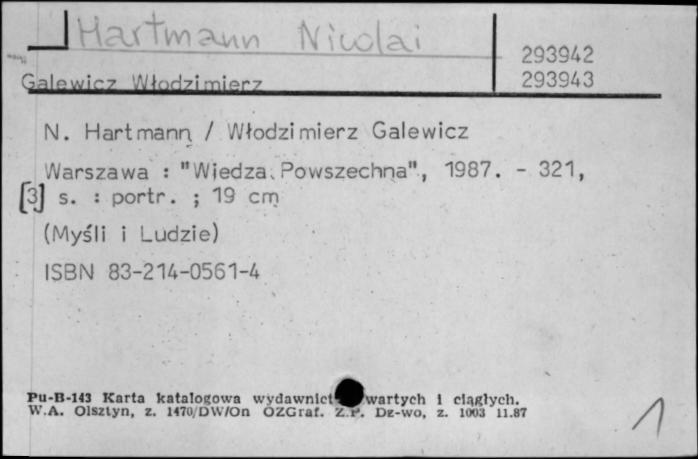 Hartmann Nicolai
293942
293943
Galewicz Włodzimierz
N. Hartmann / Włodzimierz Galewicz
Warszawa : "Wiedza Powszechna", 1987. - 321,
[3] s. : portr. ; 19 cm
(Myśli i Ludzie)
ISBN 83-214-0561-4
Pu-B-143 Karta katalogowa wydawnict wartych i ciągłych.
W.A. Olsztyn, z. 1470/DW/On OZGraf. Z.P. Dz-wo, z. 1003 11.87
1